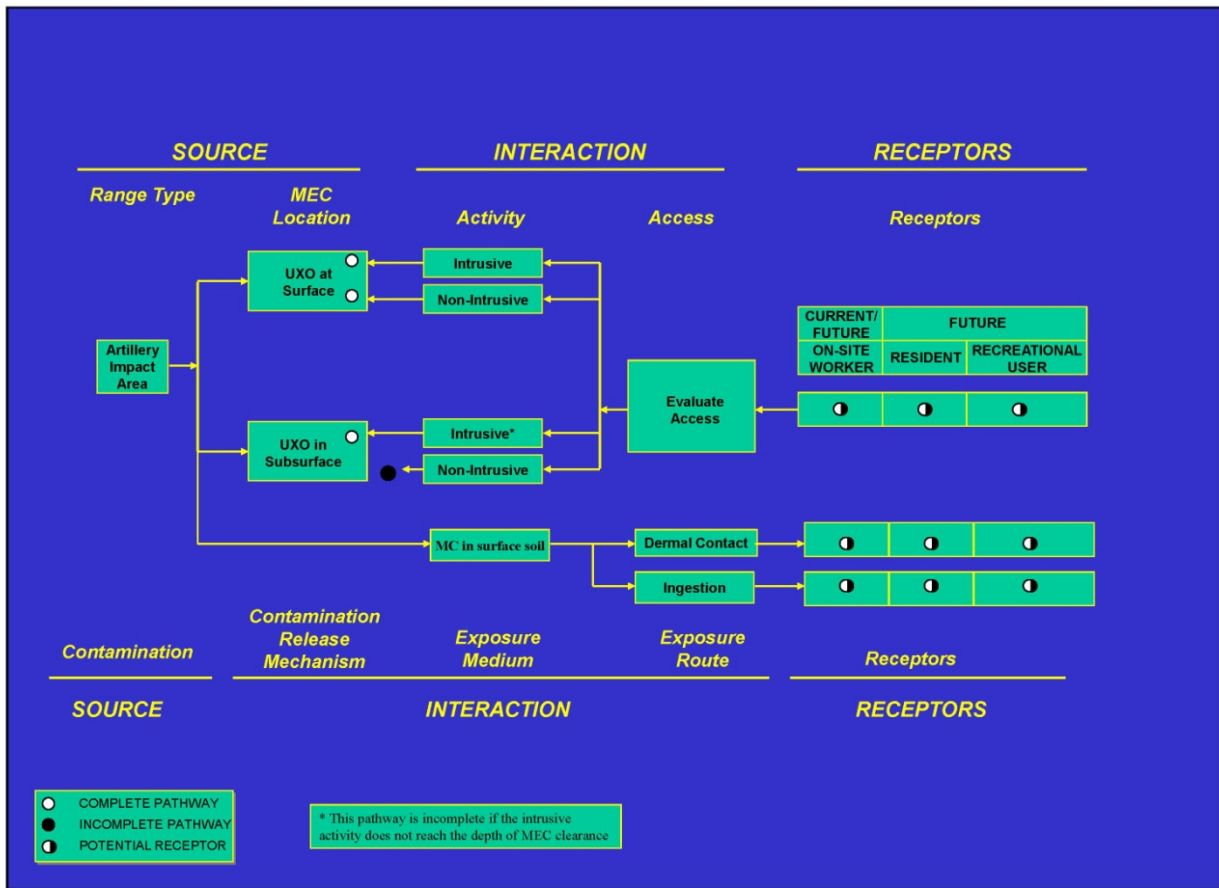 SOURCE
INTERACTION
RECEPTORS
Range Type
MEC
Location
Activity
Access
Receptors
UXO at
Surface
Intrusive
Non-Intrusive
Artillery
Impact
Area
Evaluate
Access
CURRENT/
FUTURE
FUTURE
ON-SITE
WORKER
RESIDENT
RECREATIONAL
USER
UXO in
Subsurface
Intrusive*
Non-Intrusive
MC in surface soil
Dermal Contact
Ingestion
Contamination
Contamination
Release
Mechanism
Exposure
Medium
Exposure
Route
Receptors
SOURCE
INTERACTION
RECEPTORS
COMPLETE PATHWAY
INCOMPLETE PATHWAY
POTENTIAL RECEPTOR
* This pathway is incomplete if the intrusive
activity does not reach the depth of MEC clearance